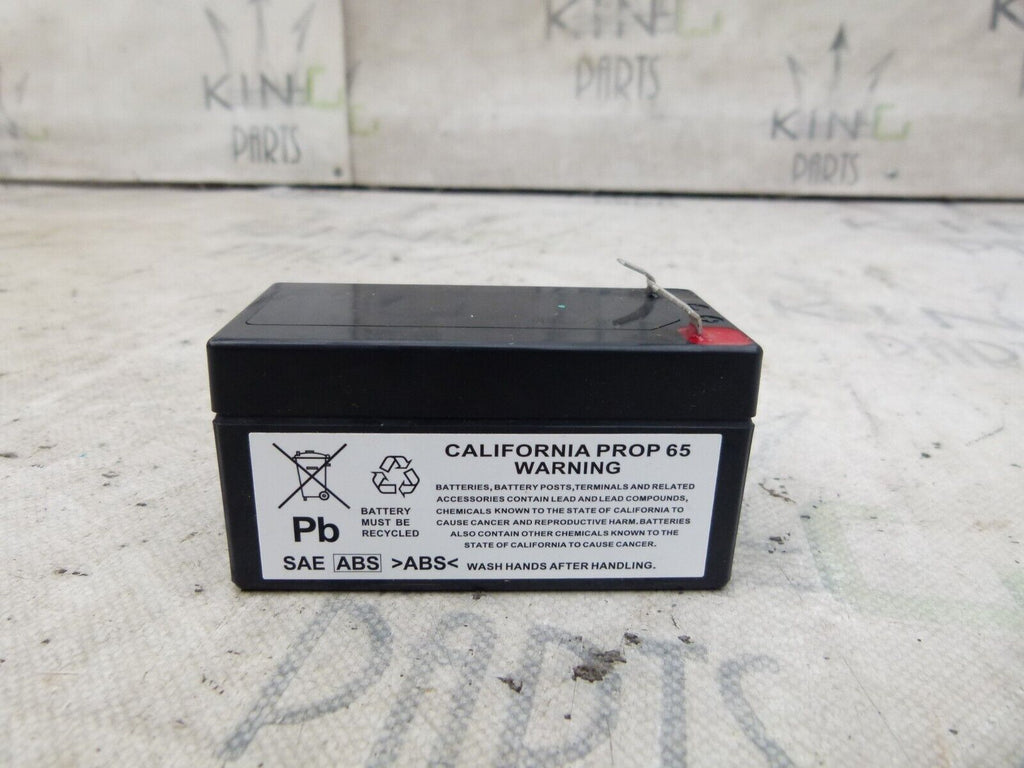 KING
PARTS
KING
PARTS
KING
PARTS
CALIFORNIA PROP 65
WARNING
BATTERIES, BATTERY POSTS, TERMINALS AND RELATED
ACCESSORIES CONTAIN LEAD AND LEAD COMPOUNDS,
CHEMICALS KNOWN TO THE STATE OF CALIFORNIA TO
CAUSE CANCER AND REPRODUCTIVE HARM. BATTERIES
ALSO CONTAIN OTHER CHEMICALS KNOWN TO THE
STATE OF CALIFORNIA TO CAUSE CANCER.
WASH HANDS AFTER HANDLING.
Pb
BATTERY
MUST BE
RECYCLED
SAE ABS >ABS<
PARTS